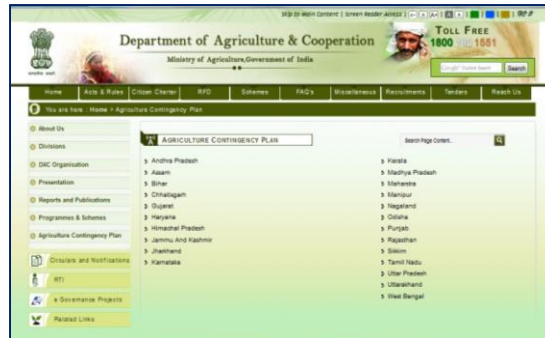 Skip to Main Content | Screen Reader Access | A- | A | A+ | A | A
Department of Agriculture & Cooperation
Ministry of Agriculture,Government of India
TOLL FREE
1800 1551
Search
Home Acts & Rules Citizen Charter RFD Schemes FAQ's Miscellaneous Recruitments Tenders Reach Us
You are here : Home > Agriculture Contingency Plan
About Us
Divisions
DAC Organisation
Presentation
Reports and Publications
Programmes & Schemes
Agriculture Contingency Plan
Circulars and Notifications
RTI
e Governance Projects
Related Links
AGRICULTURE CONTINGENCY PLAN
Search Page Content..
Andhra Pradesh
Assam
Bihar
Chhatisgarh
Gujarat
Haryana
Himachal Pradesh
Jammu And Kashmir
Jharkhand
Karnataka
Kerala
Madhya Pradesh
Manipur
Nagaland
Odisha
Punjab
Rajasthan
Sikkim
Tamil Nadu
Uttar Pradesh
Uttarakhand
West Bengal